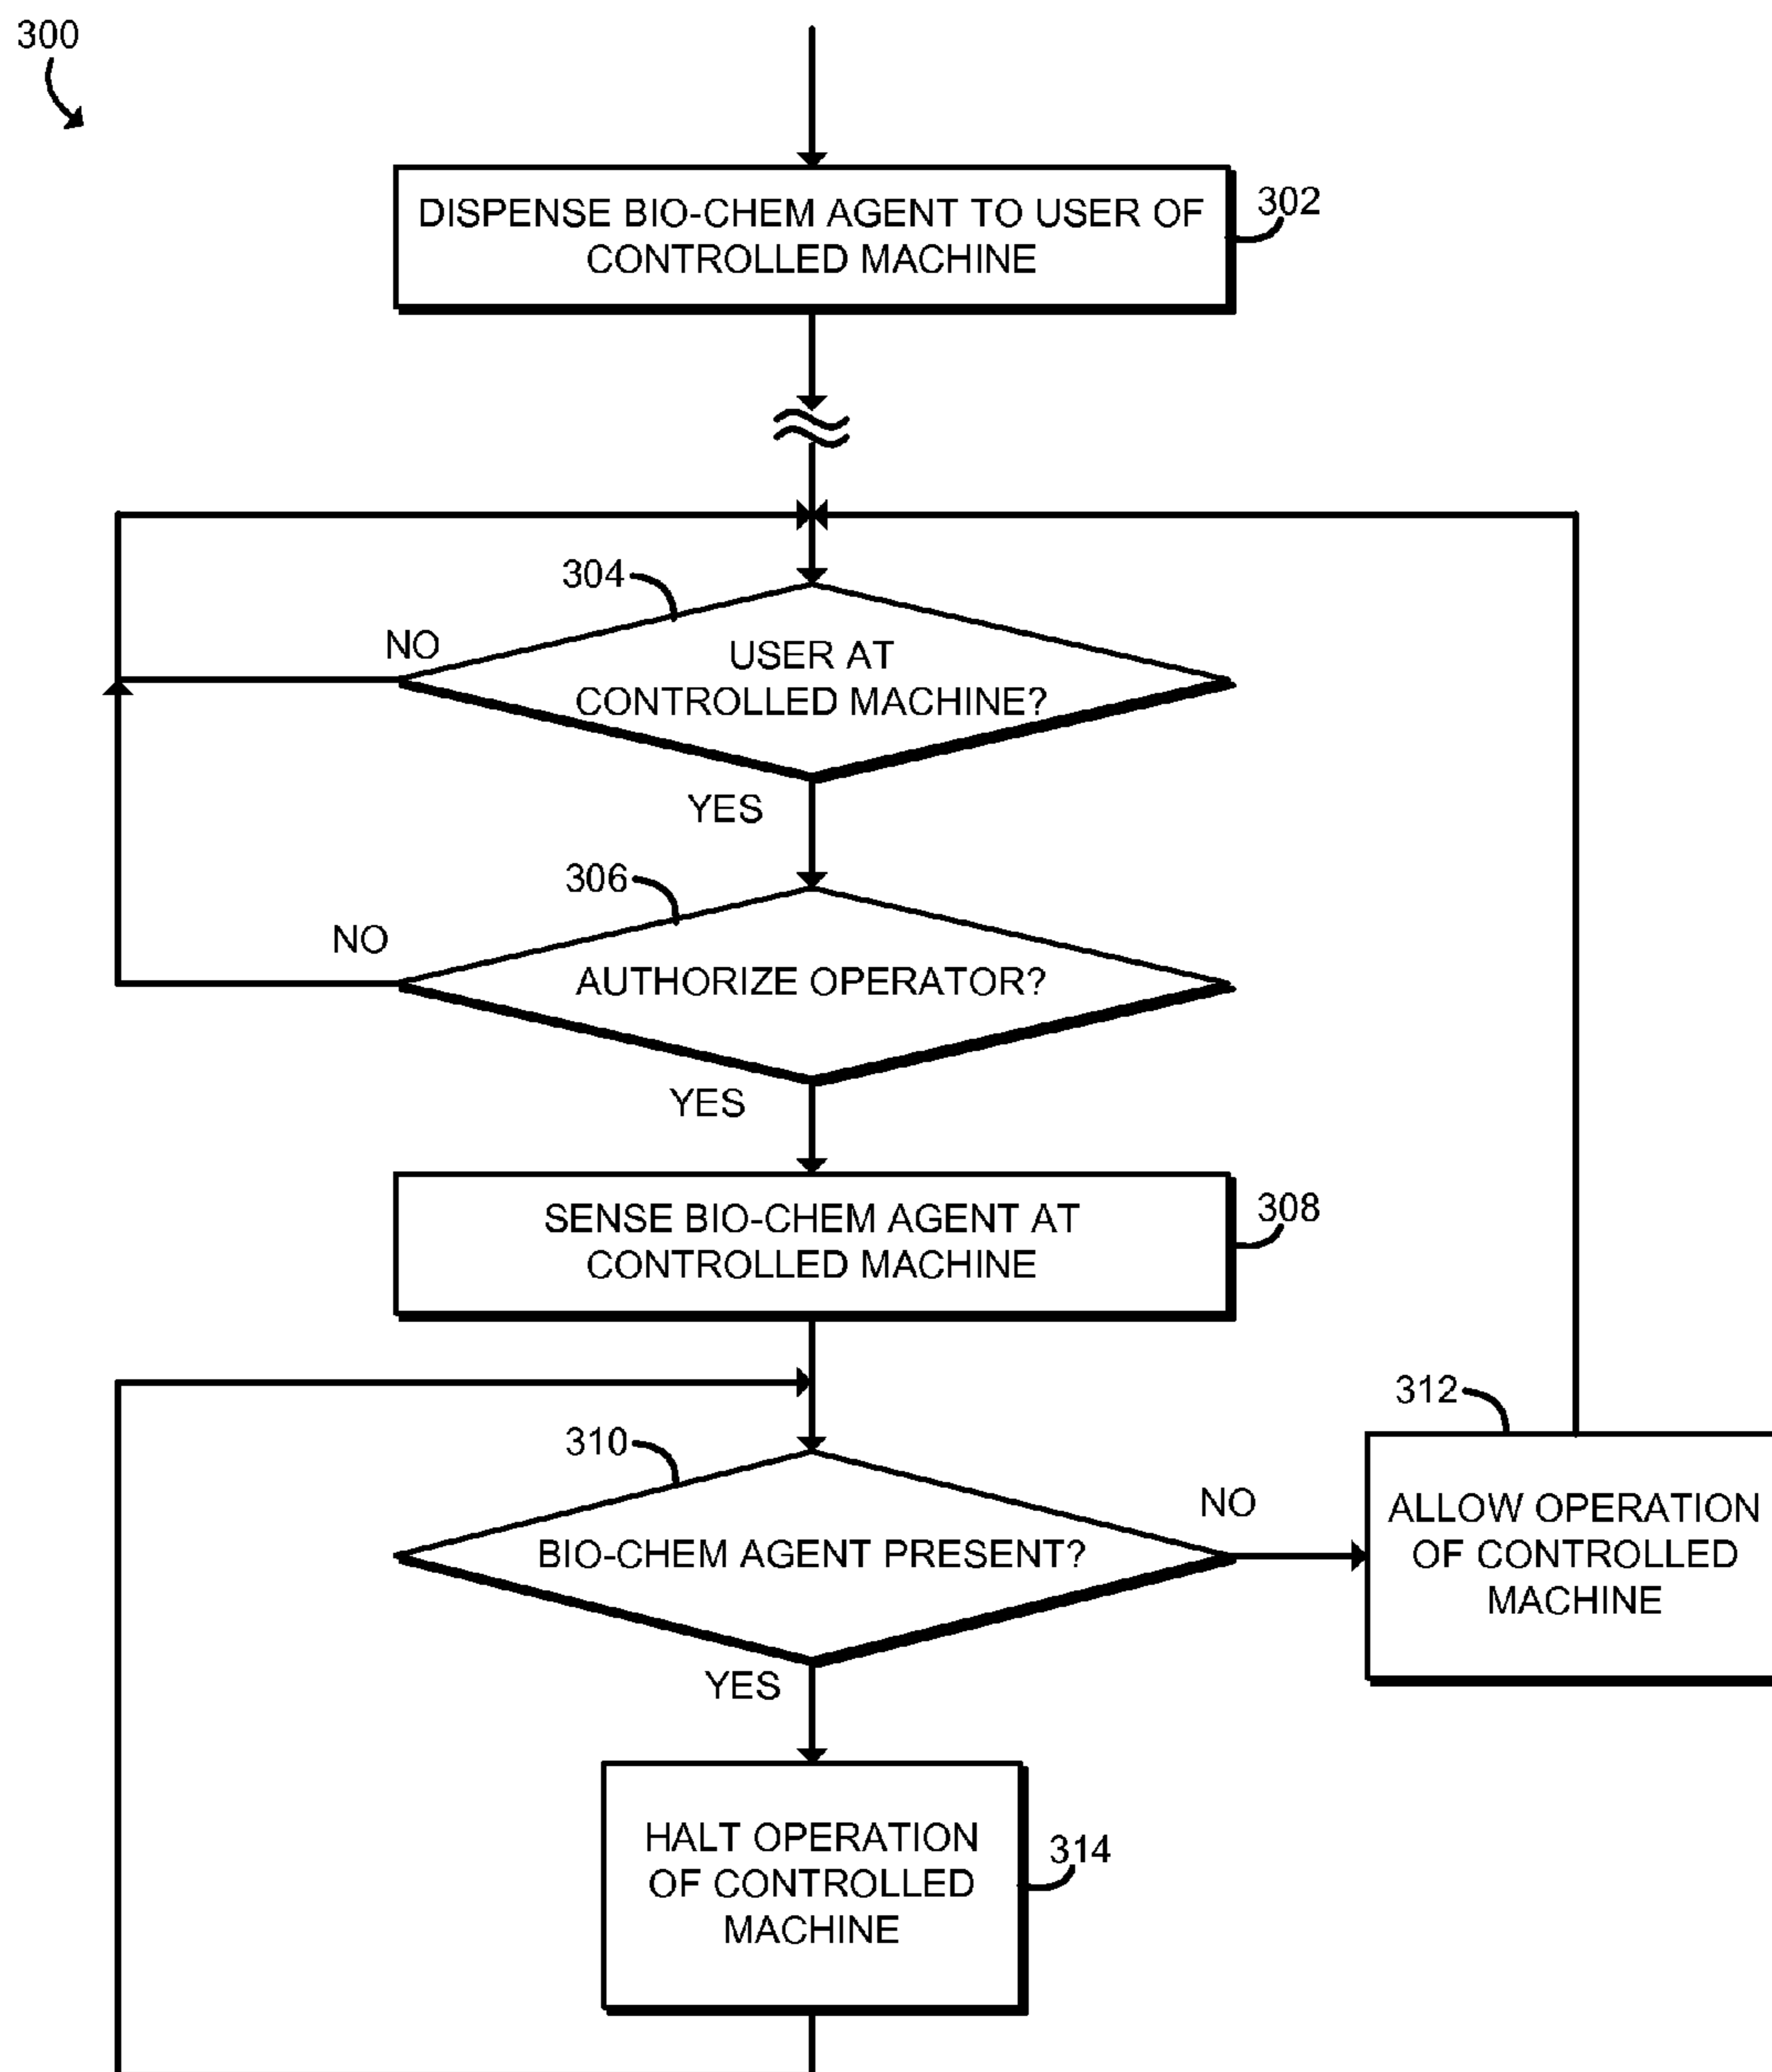 300
DISPENSE BIO-CHEM AGENT TO USER OF
CONTROLLED MACHINE
302
304
NO
USER AT
CONTROLLED MACHINE?
YES
306
NO
AUTHORIZE OPERATOR?
YES
SENSE BIO-CHEM AGENT AT
CONTROLLED MACHINE
308
310
BIO-CHEM AGENT PRESENT?
NO
312
ALLOW OPERATION
OF CONTROLLED
MACHINE
YES
HALT OPERATION
OF CONTROLLED
MACHINE
314